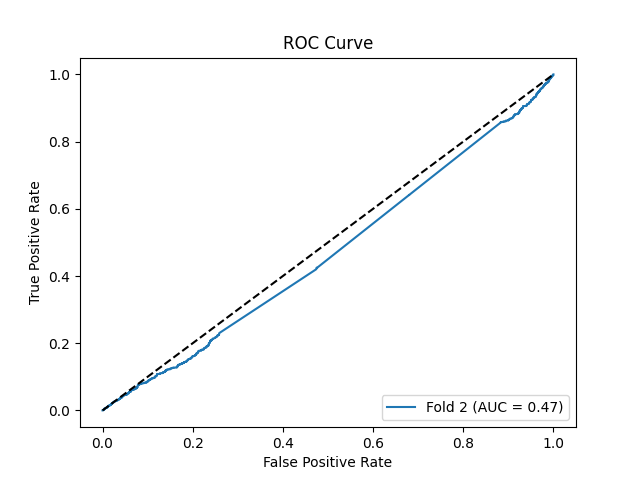 ROC Curve
True Positive Rate
1.0
0.8
0.6
0.4
0.2
0.0
Fold 2 (AUC = 0.47)
0.0 0.2 0.4 0.6 0.8 1.0
False Positive Rate